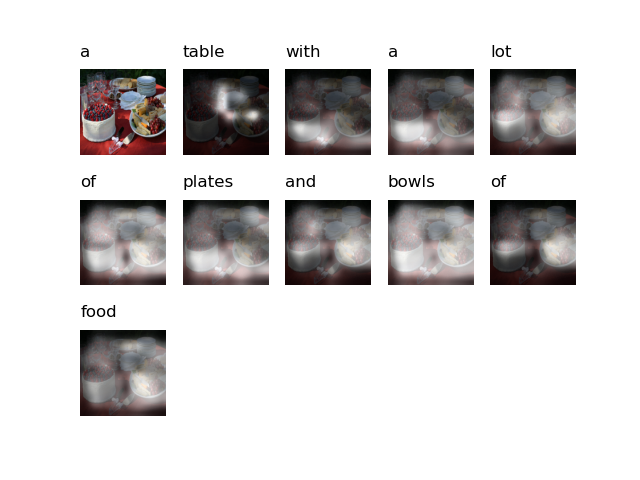 a table with a lot
of plates and bowls of
food